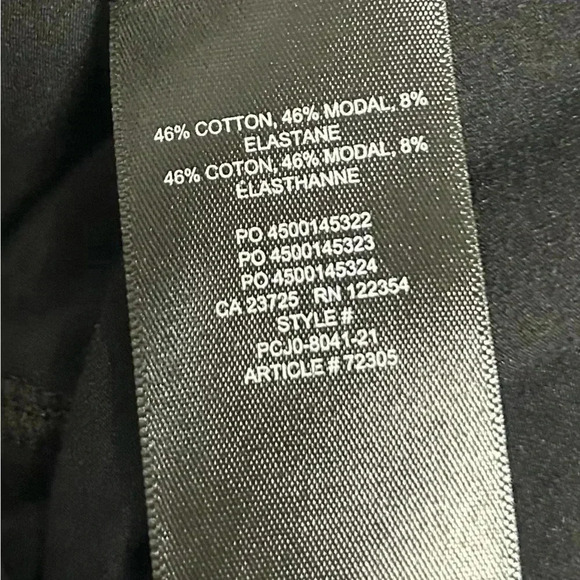 46% COTTON, 46% MODAL, 8%
ELASTANE
46% COTON, 46% MODAL, 8%
ELASTHANNE
PO 4500145322
PO 4500145323
PO 4500145324
CA 23725 RN 122354
STYLE #
PCJ0-8041-21
ARTICLE # 72305